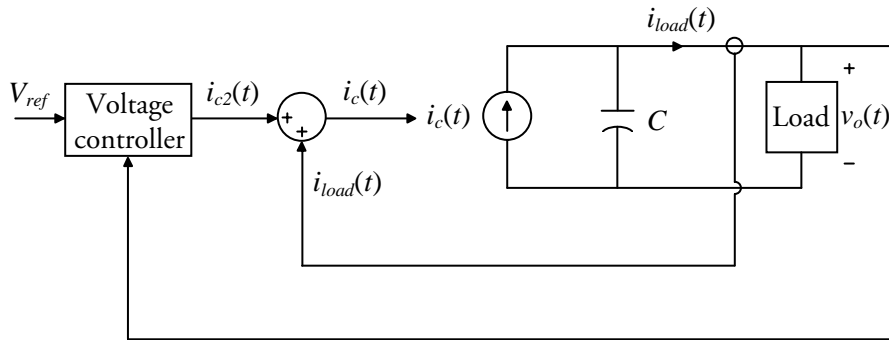 i_load(t)
V_ref
Voltage
controller
i_c2(t)
i_c(t)
+
+
i_load(t)
i_c(t)
C
Load
+
v_o(t)
−